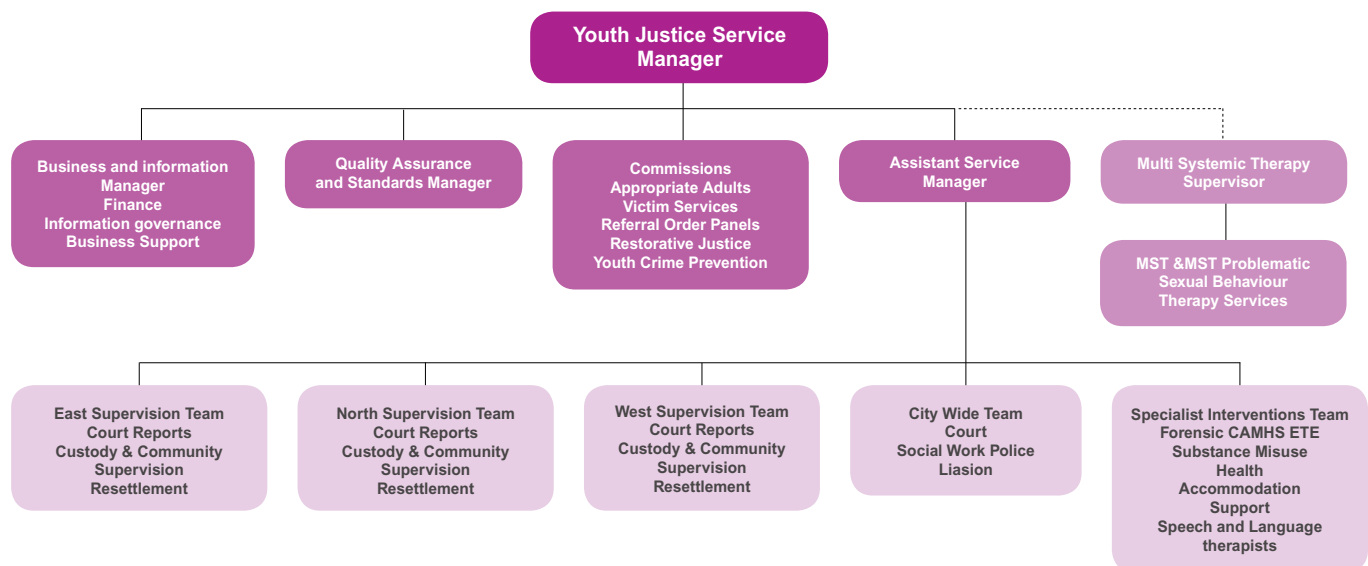 Youth Justice Service
Manager
Business and information
Manager
Finance
Information governance
Business Support
Quality Assurance
and Standards Manager
Commissions
Appropriate Adults
Victim Services
Referral Order Panels
Restorative Justice
Youth Crime Prevention
Assistant Service
Manager
Multi Systemic Therapy
Supervisor
MST &MST Problematic
Sexual Behaviour
Therapy Services
East Supervision Team
Court Reports
Custody & Community
Supervision
Resettlement
North Supervision Team
Court Reports
Custody & Community
Supervision
Resettlement
West Supervision Team
Court Reports
Custody & Community
Supervision
Resettlement
City Wide Team
Court
Social Work Police
Liasion
Specialist Interventions Team
Forensic CAMHS ETE
Substance Misuse
Health
Accommodation
Support
Speech and Language
therapists